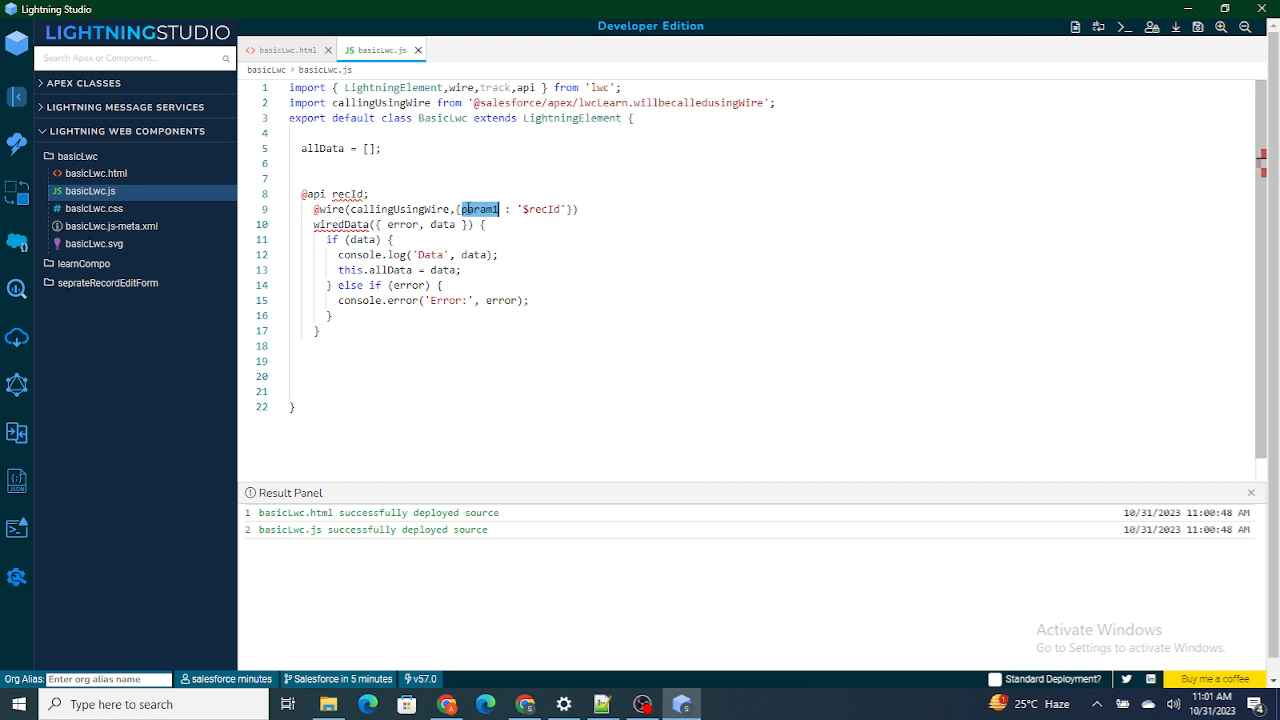 Lightning Studio
LIGHTNINGSTUDIO
Developer Edition
Search Apex or Component...
basicLwc.html
JS basicLwc.js
basicLwc > basicLwc.js
APEX CLASSES
LIGHTNING MESSAGE SERVICES
LIGHTNING WEB COMPONENTS
basicLwc
<> basicLwc.html
JS basicLwc.js
# basicLwc.css
basicLwc.js-meta.xml
basicLwc.svg
learnCompo
seprateRecordEditForm
JSON
1 import { LightningElement,wire,track,api } from 'lwc';
2 import callingUsingWire from '@salesforce/apex/lwcLearn.willbecalledusingWire';
3 export default class BasicLwc extends LightningElement {
4
5 allData = [];
6
7
8 @api recId;
9 @wire(callingUsingWire,{param1 : '$recId'})
10 wiredData({ error, data }) {
11 if (data) {
12 console.log('Data', data);
13 this.allData = data;
14 } else if (error) {
15 console.error('Error:', error);
16 }
17 }
18
19
20
21
22 }
Result Panel
1 basicLwc.html successfully deployed source 10/31/2023 11:00:48 AM
2 basicLwc.js successfully deployed source 10/31/2023 11:00:48 AM
Activate Windows
Go to Settings to activate Windows.
Org Alias: Enter org alias name salesforce minutes Salesforce in 5 minutes v57.0 Standard Deployment? Buy me a coffee
Type here to search
1
25°C Haze
11:01 AM
10/31/2023
4